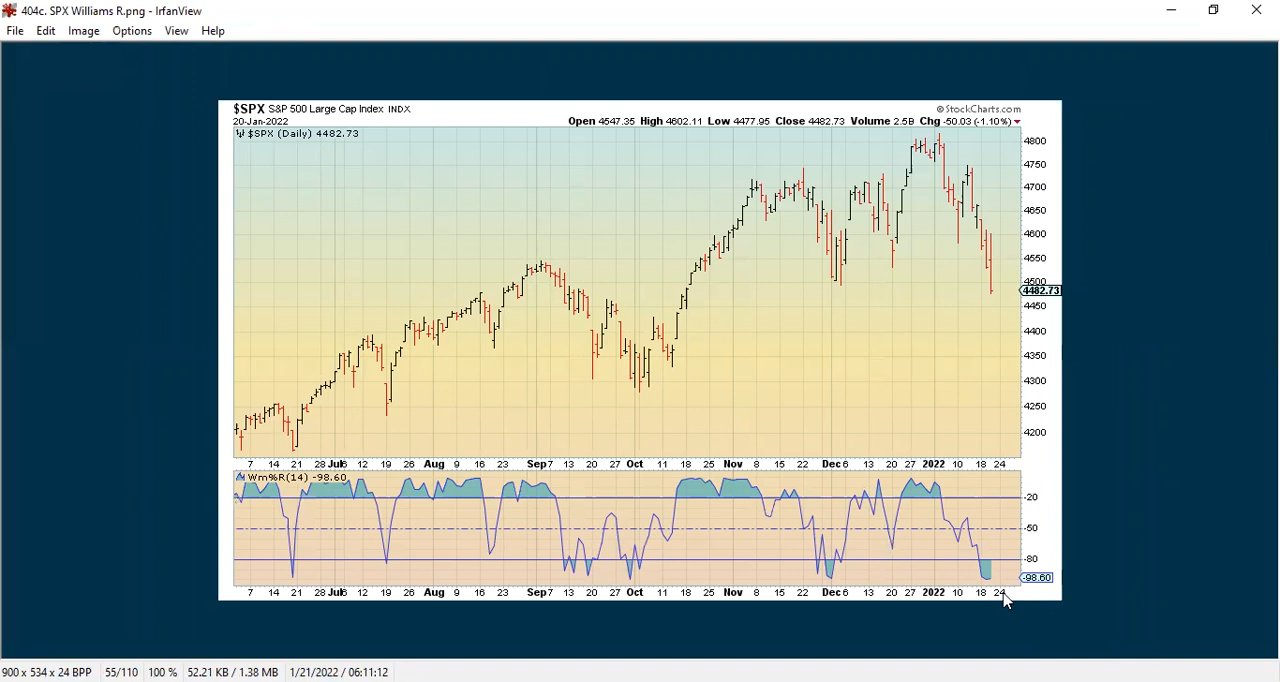 404c. SPX Williams R.png - IrfanView
File Edit Image Options View Help
$SPX S&P 500 Large Cap Index INDX
© StockCharts.com
20-Jan-2022
Open 4547.35 High 4602.11 Low 4477.95 Close 4482.73 Volume 2.5B Chg -50.03 (-1.10%)
$SPX (Daily) 4482.73
4800
4750
4700
4650
4600
4550
4500
4482.73
4450
4400
4350
4300
4250
4200
7 14 21 28 Jul 6 12 19 26 Aug 9 16 23 Sep 7 13 20 27 Oct 11 18 25 Nov 8 15 22 Dec 6 13 20 27 2022 10 18 24
Wm%R(14) -98.60
-20
-50
-80
-98.60
7 14 21 28 Jul 6 12 19 26 Aug 9 16 23 Sep 7 13 20 27 Oct 11 18 25 Nov 8 15 22 Dec 6 13 20 27 2022 10 18 24
900 x 534 x 24 BPP 55/110 100 % 52.21 KB / 1.38 MB 1/21/2022 / 06:11:12